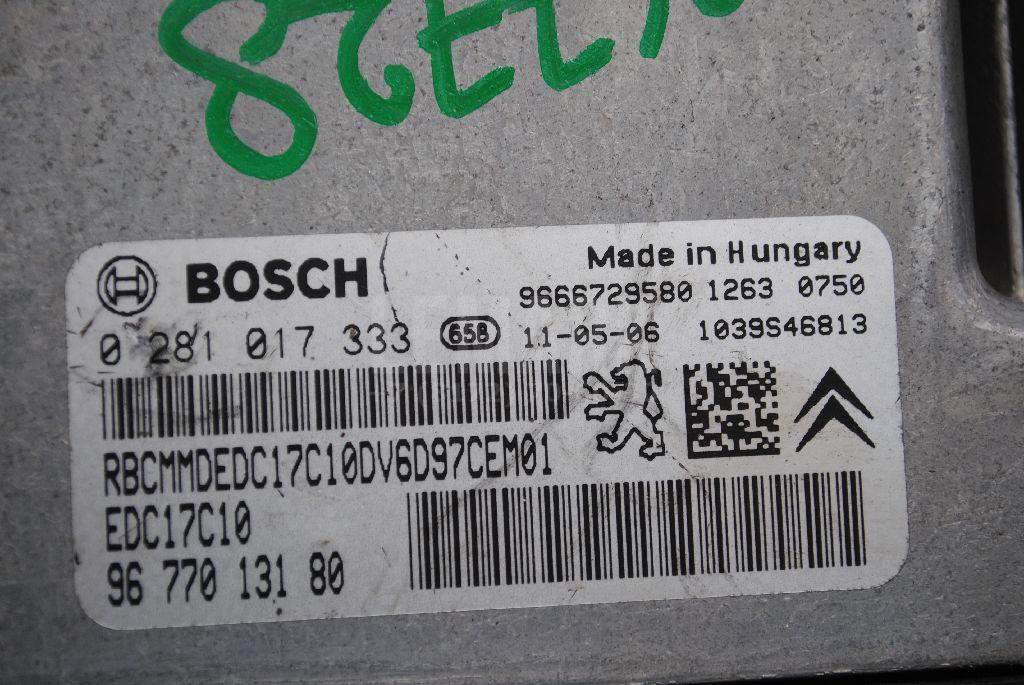 BOSCH
Made in Hungary
9666729580 1263 0750
0 281 017 333 658 11-05-06 1039S46813
RBCMMDEDC17C10DV6D97CEM01
EDC17C10
96 770 131 80